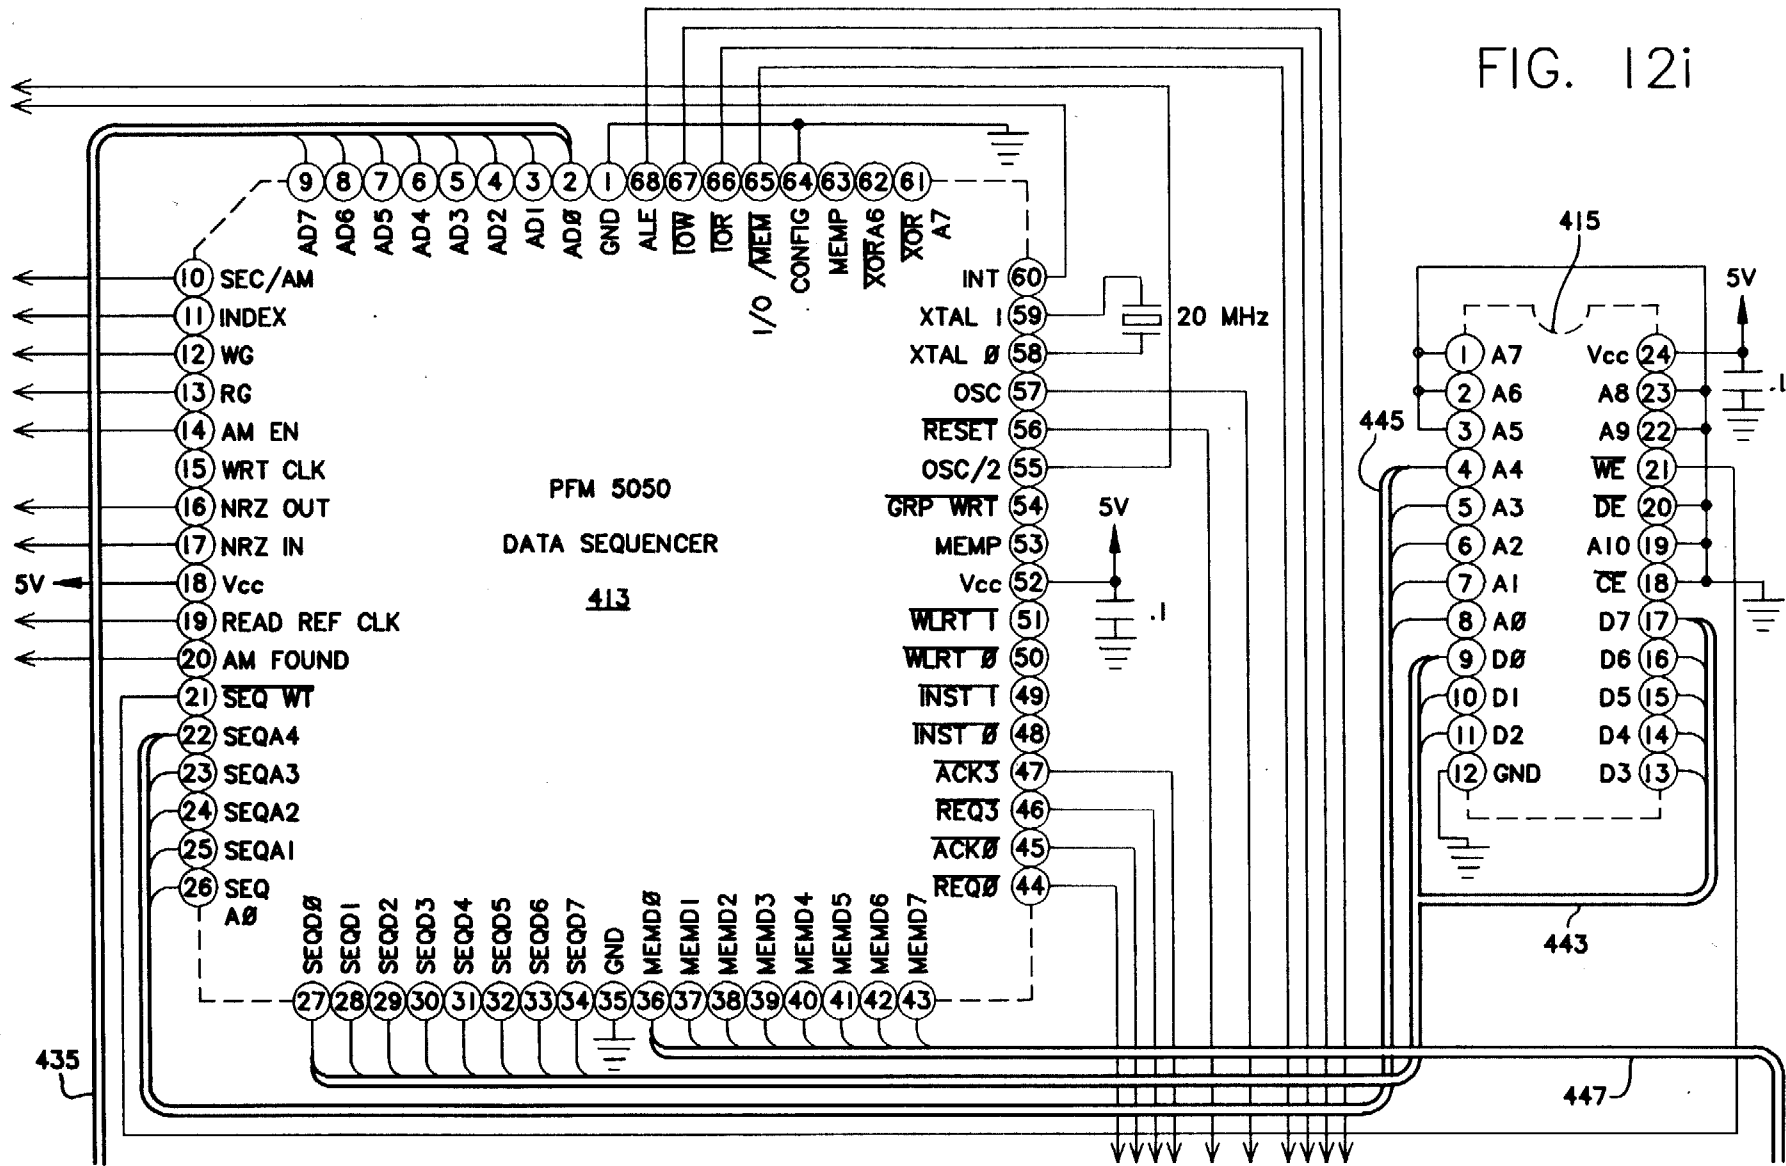 FIG. 12i
9 8 7 6 5 4 3 2 1 68 67 66 65 64 63 62 61
AD7 AD6 AD5 AD4 AD3 AD2 AD1 ADØ GND ALE IOW IOR I/O /MEM CONFIG MEMP XORA6 XOR A7
10 SEC/AM
11 INDEX
12 WG
13 RG
14 AM EN
15 WRT CLK
16 NRZ OUT
17 NRZ IN
5V 18 Vcc
19 READ REF CLK
20 AM FOUND
21 SEQ WT
22 SEQA4
23 SEQA3
24 SEQA2
25 SEQA1
26 SEQ
AØ
PFM 5050
DATA SEQUENCER
413
INT 60
XTAL 1 59
20 MHz
XTAL Ø 58
OSC 57
RESET 56
OSC/2 55
GRP WRT 54
MEMP 53
Vcc 52
5V
.1
WLRT 1 51
WLRT Ø 50
INST 1 49
INST Ø 48
ACK3 47
REQ3 46
ACKØ 45
REQØ 44
SEQDØ SEQD1 SEQD2 SEQD3 SEQD4 SEQD5 SEQD6 SEQD7 GND MEMDØ MEMD1 MEMD2 MEMD3 MEMD4 MEMD5 MEMD6 MEMD7
27 28 29 30 31 32 33 34 35 36 37 38 39 40 41 42 43
435
415
5V
1 A7 Vcc 24
.1
2 A6 A8 23
3 A5 A9 22
445
4 A4 WE 21
5 A3 DE 20
6 A2 A10 19
7 A1 CE 18
8 AØ D7 17
9 DØ D6 16
10 D1 D5 15
11 D2 D4 14
12 GND D3 13
443
447